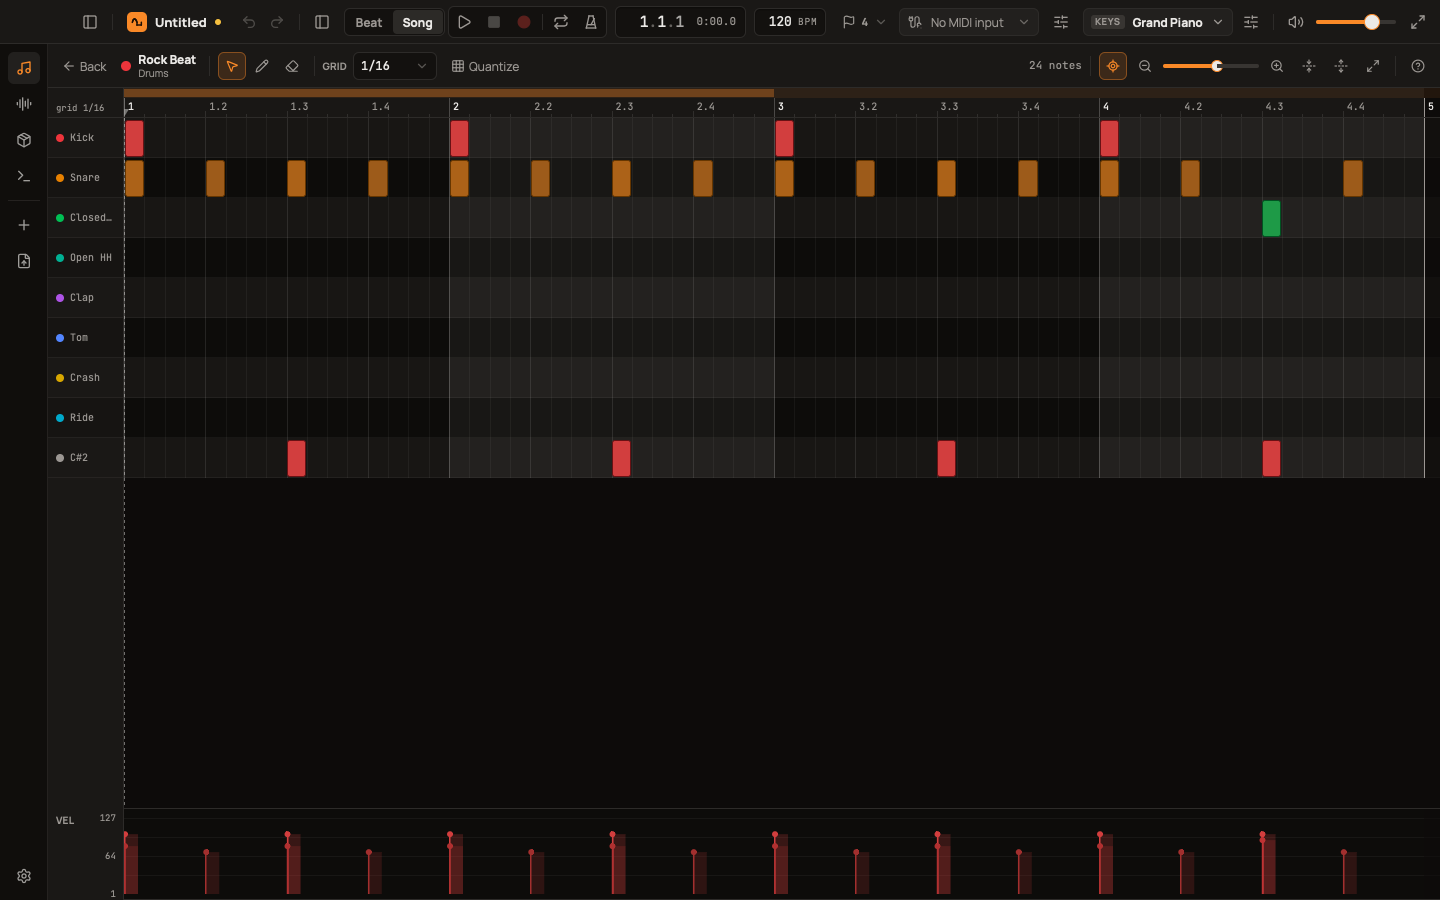 Untitled
Beat
Song
1.1.1
0:00.0
120 BPM
4
No MIDI input
KEYS
Grand Piano
Back
Rock Beat
Drums
GRID
1/16
Quantize
24 notes
grid 1/16
1
1.2
1.3
1.4
2
2.2
2.3
2.4
3
3.2
3.3
3.4
4
4.2
4.3
4.4
5
Kick
Snare
Closed…
Open HH
Clap
Tom
Crash
Ride
C#2
VEL
127
64
1